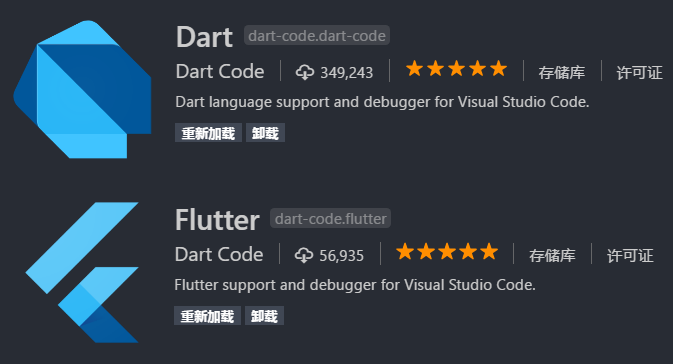 Dart dart-code.dart-code
Dart Code 349,243 存储库 许可证
Dart language support and debugger for Visual Studio Code.
重新加载 卸载
Flutter dart-code.flutter
Dart Code 56,935 存储库 许可证
Flutter support and debugger for Visual Studio Code.
重新加载 卸载